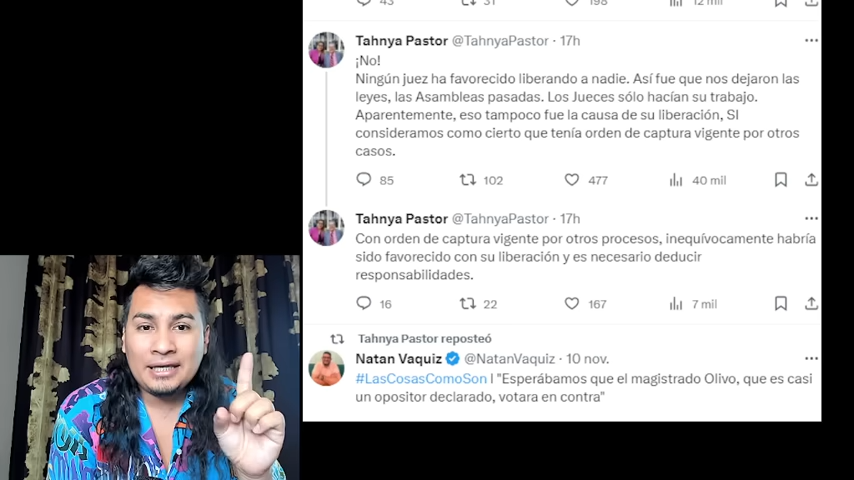 43 31 198 12 mil
Tahnya Pastor @TahnyaPastor · 17h
¡No!
Ningún juez ha favorecido liberando a nadie. Así fue que nos dejaron las
leyes, las Asambleas pasadas. Los Jueces sólo hacían su trabajo.
Aparentemente, eso tampoco fue la causa de su liberación, SI
consideramos como cierto que tenía orden de captura vigente por otros
casos.
85 102 477 40 mil
Tahnya Pastor @TahnyaPastor · 17h
Con orden de captura vigente por otros procesos, inequívocamente habría
sido favorecido con su liberación y es necesario deducir
responsabilidades.
16 22 167 7 mil
Tahnya Pastor reposteó
Natan Vaquiz @NatanVaquiz · 10 nov.
#LasCosasComoSon | "Esperábamos que el magistrado Olivo, que es casi
un opositor declarado, votara en contra"